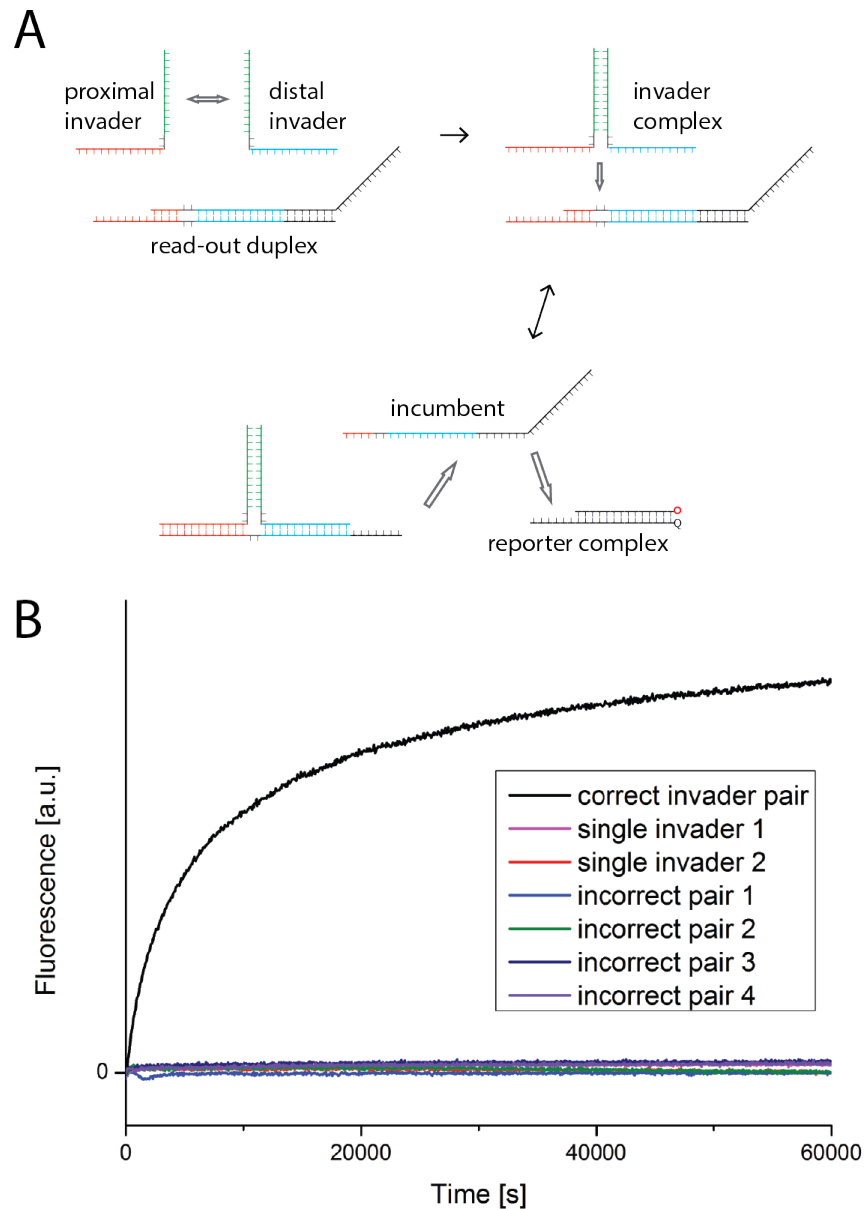 A
proximal
invader
distal
invader
invader
complex
read-out duplex
incumbent
reporter complex
O
Q
B
Fluorescence [a.u.]
correct invader pair
single invader 1
single invader 2
incorrect pair 1
incorrect pair 2
incorrect pair 3
incorrect pair 4
0
0
20000
40000
60000
Time [s]